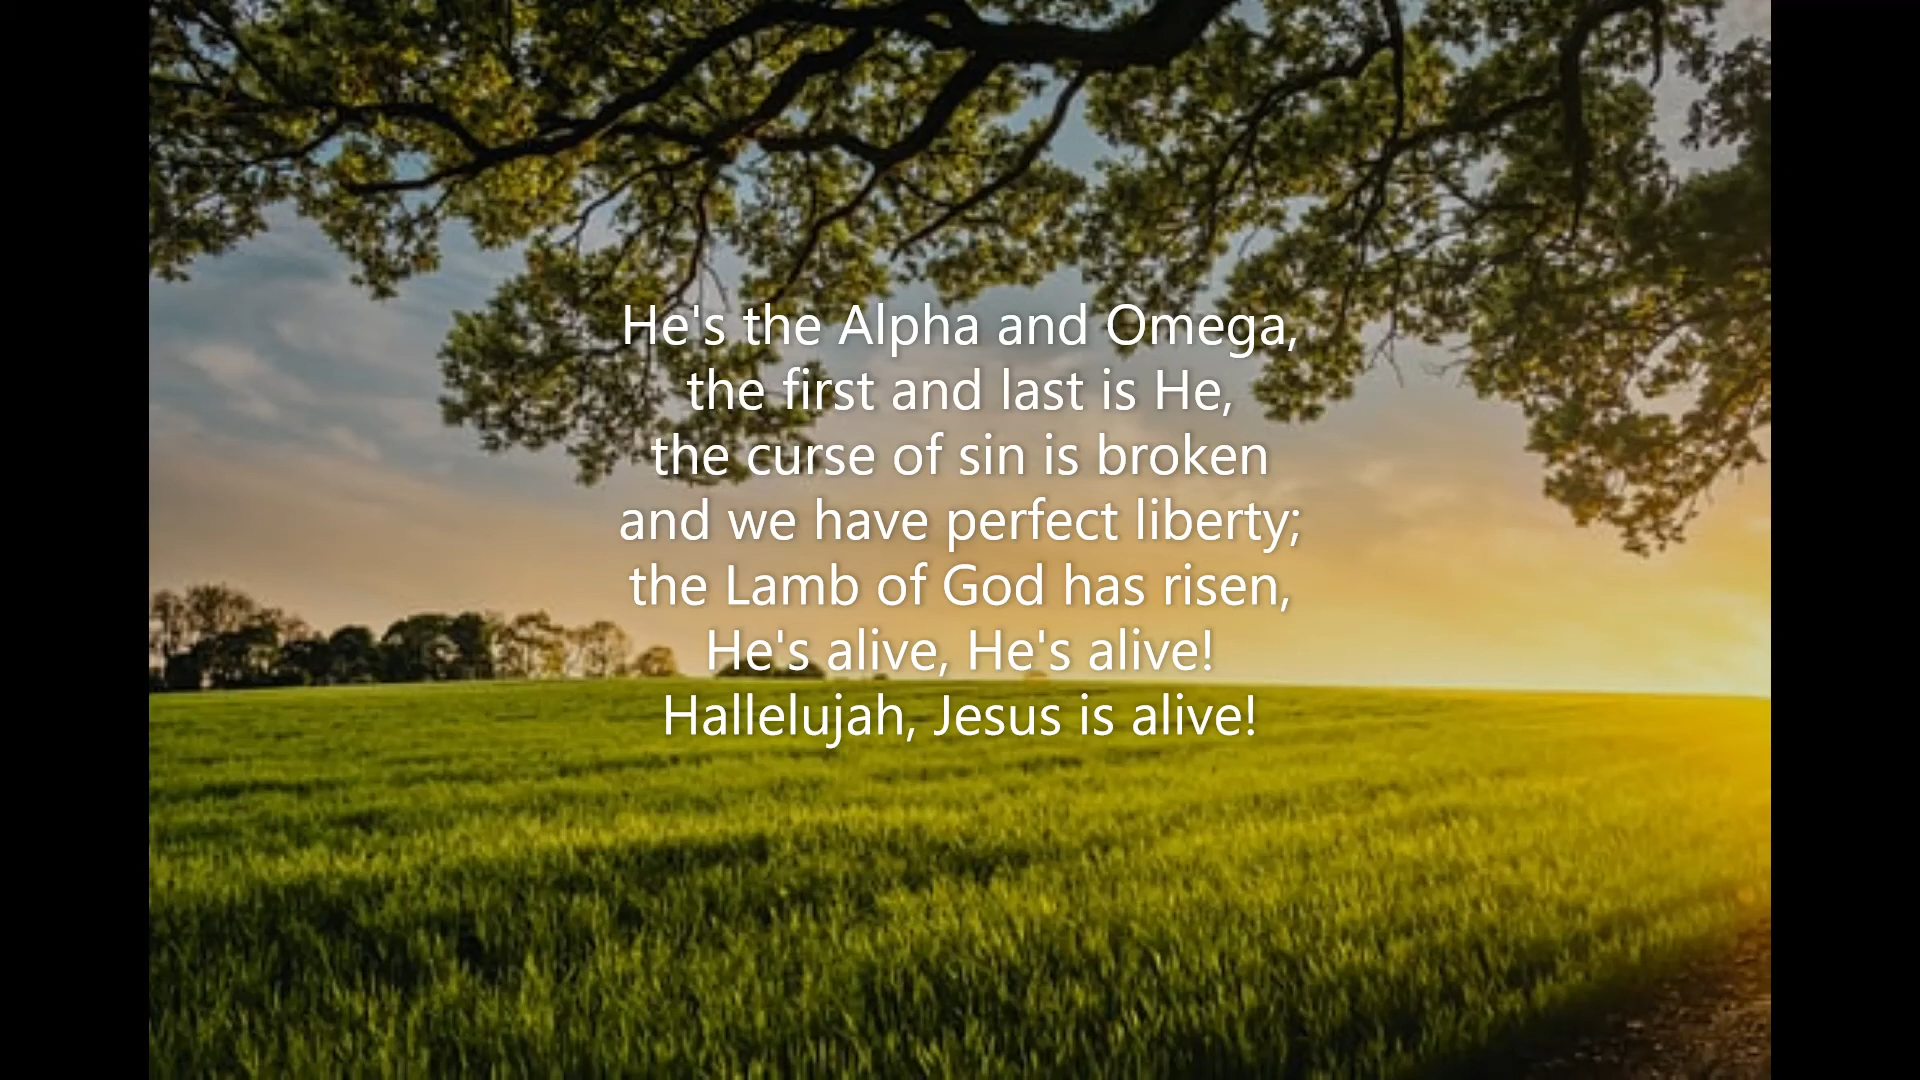 He's the Alpha and Omega,
the first and last is He,
the curse of sin is broken
and we have perfect liberty;
the Lamb of God has risen,
He's alive, He's alive!
Hallelujah, Jesus is alive!